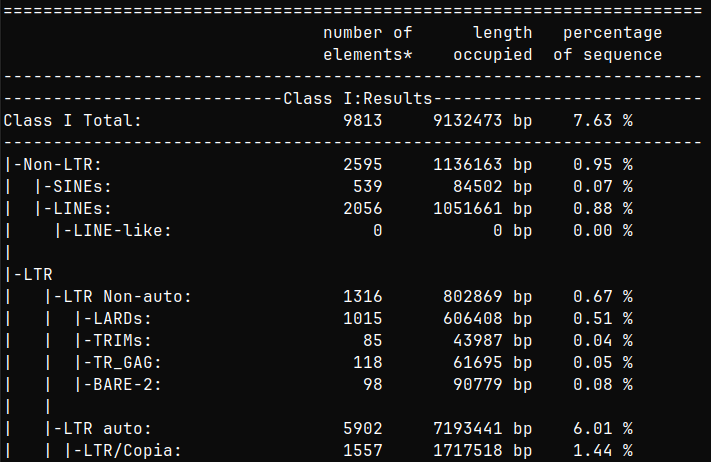 ======================================================================
                                number of      length   percentage
                                elements*    occupied  of sequence
----------------------------------------------------------------------
----------------------------Class I:Results---------------------------
Class I Total:                    9813     9132473 bp    7.63 %
----------------------------------------------------------------------
|-Non-LTR:                        2595     1136163 bp    0.95 %
|  |-SINEs:                        539       84502 bp    0.07 %
|  |-LINEs:                       2056     1051661 bp    0.88 %
|    |-LINE-like:                    0           0 bp    0.00 %
|
|-LTR
|   |-LTR Non-auto:               1316      802869 bp    0.67 %
|   |  |-LARDs:                   1015      606408 bp    0.51 %
|   |  |-TRIMs:                     85       43987 bp    0.04 %
|   |  |-TR_GAG:                   118       61695 bp    0.05 %
|   |  |-BARE-2:                    98       90779 bp    0.08 %
|   |
|   |-LTR auto:                   5902     7193441 bp    6.01 %
|   | |-LTR/Copia:                1557     1717518 bp    1.44 %